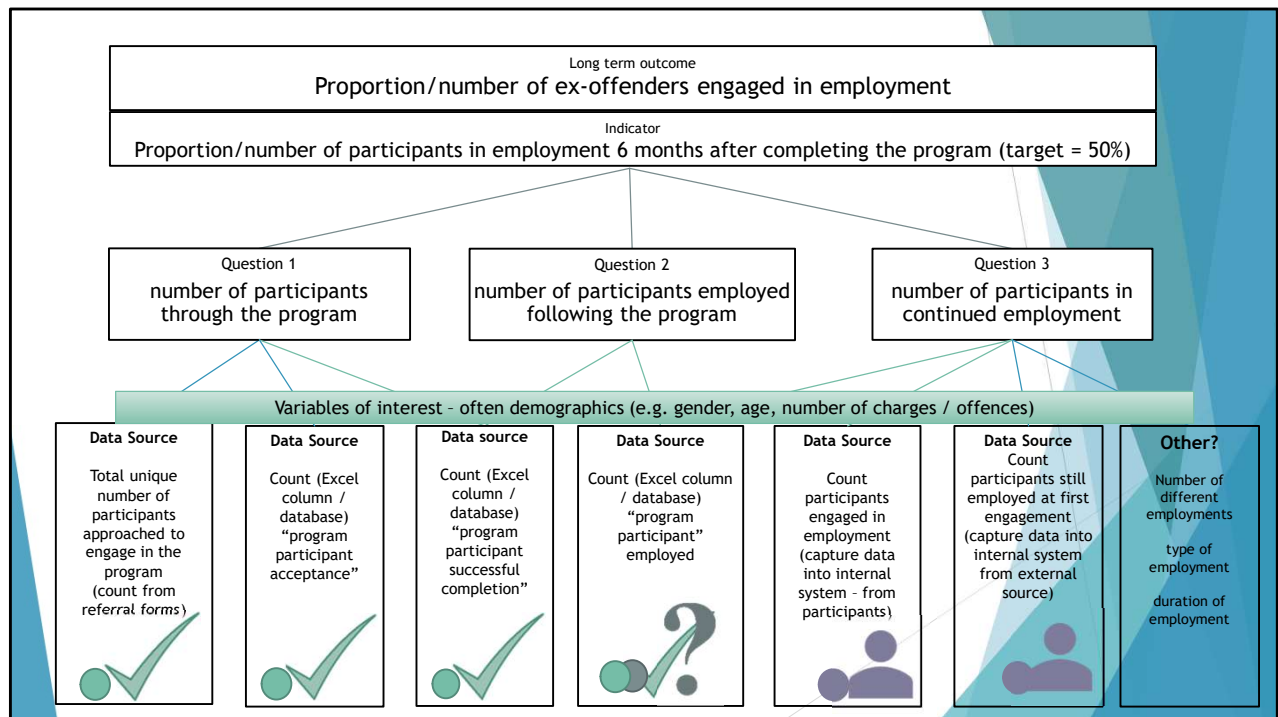 Long term outcome
Proportion/number of ex-offenders engaged in employment
Indicator
Proportion/number of participants in employment 6 months after completing the program (target = 50%)
Question 1
number of participants
through the program
Question 2
number of participants employed
following the program
Question 3
number of participants in
continued employment
Variables of interest – often demographics (e.g. gender, age, number of charges / offences)
Data Source
Total unique
number of
participants
approached to
engage in the
program
(count from
referral forms)
Data Source
Count (Excel
column /
database)
“program
participant
acceptance”
Data source
Count (Excel
column /
database)
“program
participant
successful
completion”
Data Source
Count (Excel column
/ database)
“program
participant”
employed
?
Data Source
Count
participants
engaged in
employment
(capture data
into internal
system – from
participants)
Data Source
Count
participants still
employed at first
engagement
(capture data into
internal system
from external
source)
Other?
Number of
different
employments
type of
employment
duration of
employment